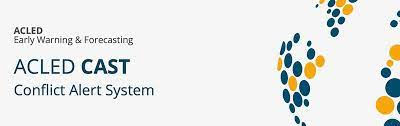 ACLED
Early Warning & Forecasting
ACLED CAST
Conflict Alert System